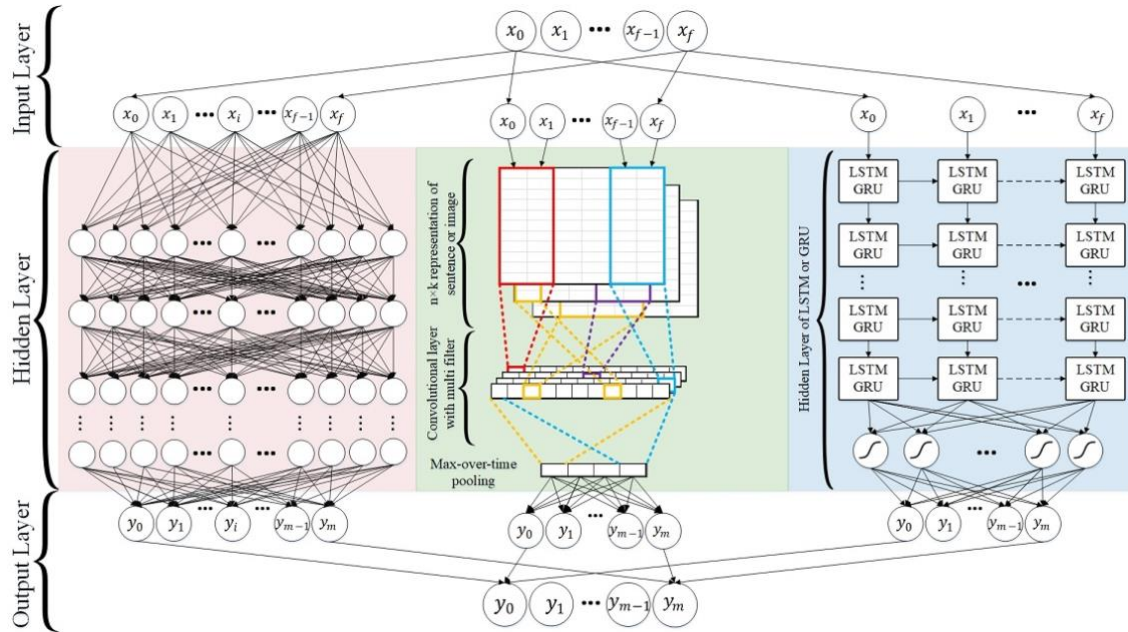 Input Layer
x0 x1 ••• xf−1 xf
x0 x1 ••• xi ••• xf−1 xf
x0 x1 ••• xf−1 xf
x0 x1 ••• xf
Hidden Layer
n×k representation of
sentence or image
Convolutional layer
with multi filter
Max-over-time
pooling
Hidden Layer of LSTM or GRU
LSTM
GRU
LSTM
GRU
LSTM
GRU
LSTM
GRU
LSTM
GRU
LSTM
GRU
LSTM
GRU
LSTM
GRU
LSTM
GRU
LSTM
GRU
LSTM
GRU
LSTM
GRU
Output Layer
y0 y1 ••• yi ••• ym−1 ym
y0 y1 ••• ym−1 ym
y0 y1 ••• ym−1 ym
y0 y1 ••• ym−1 ym